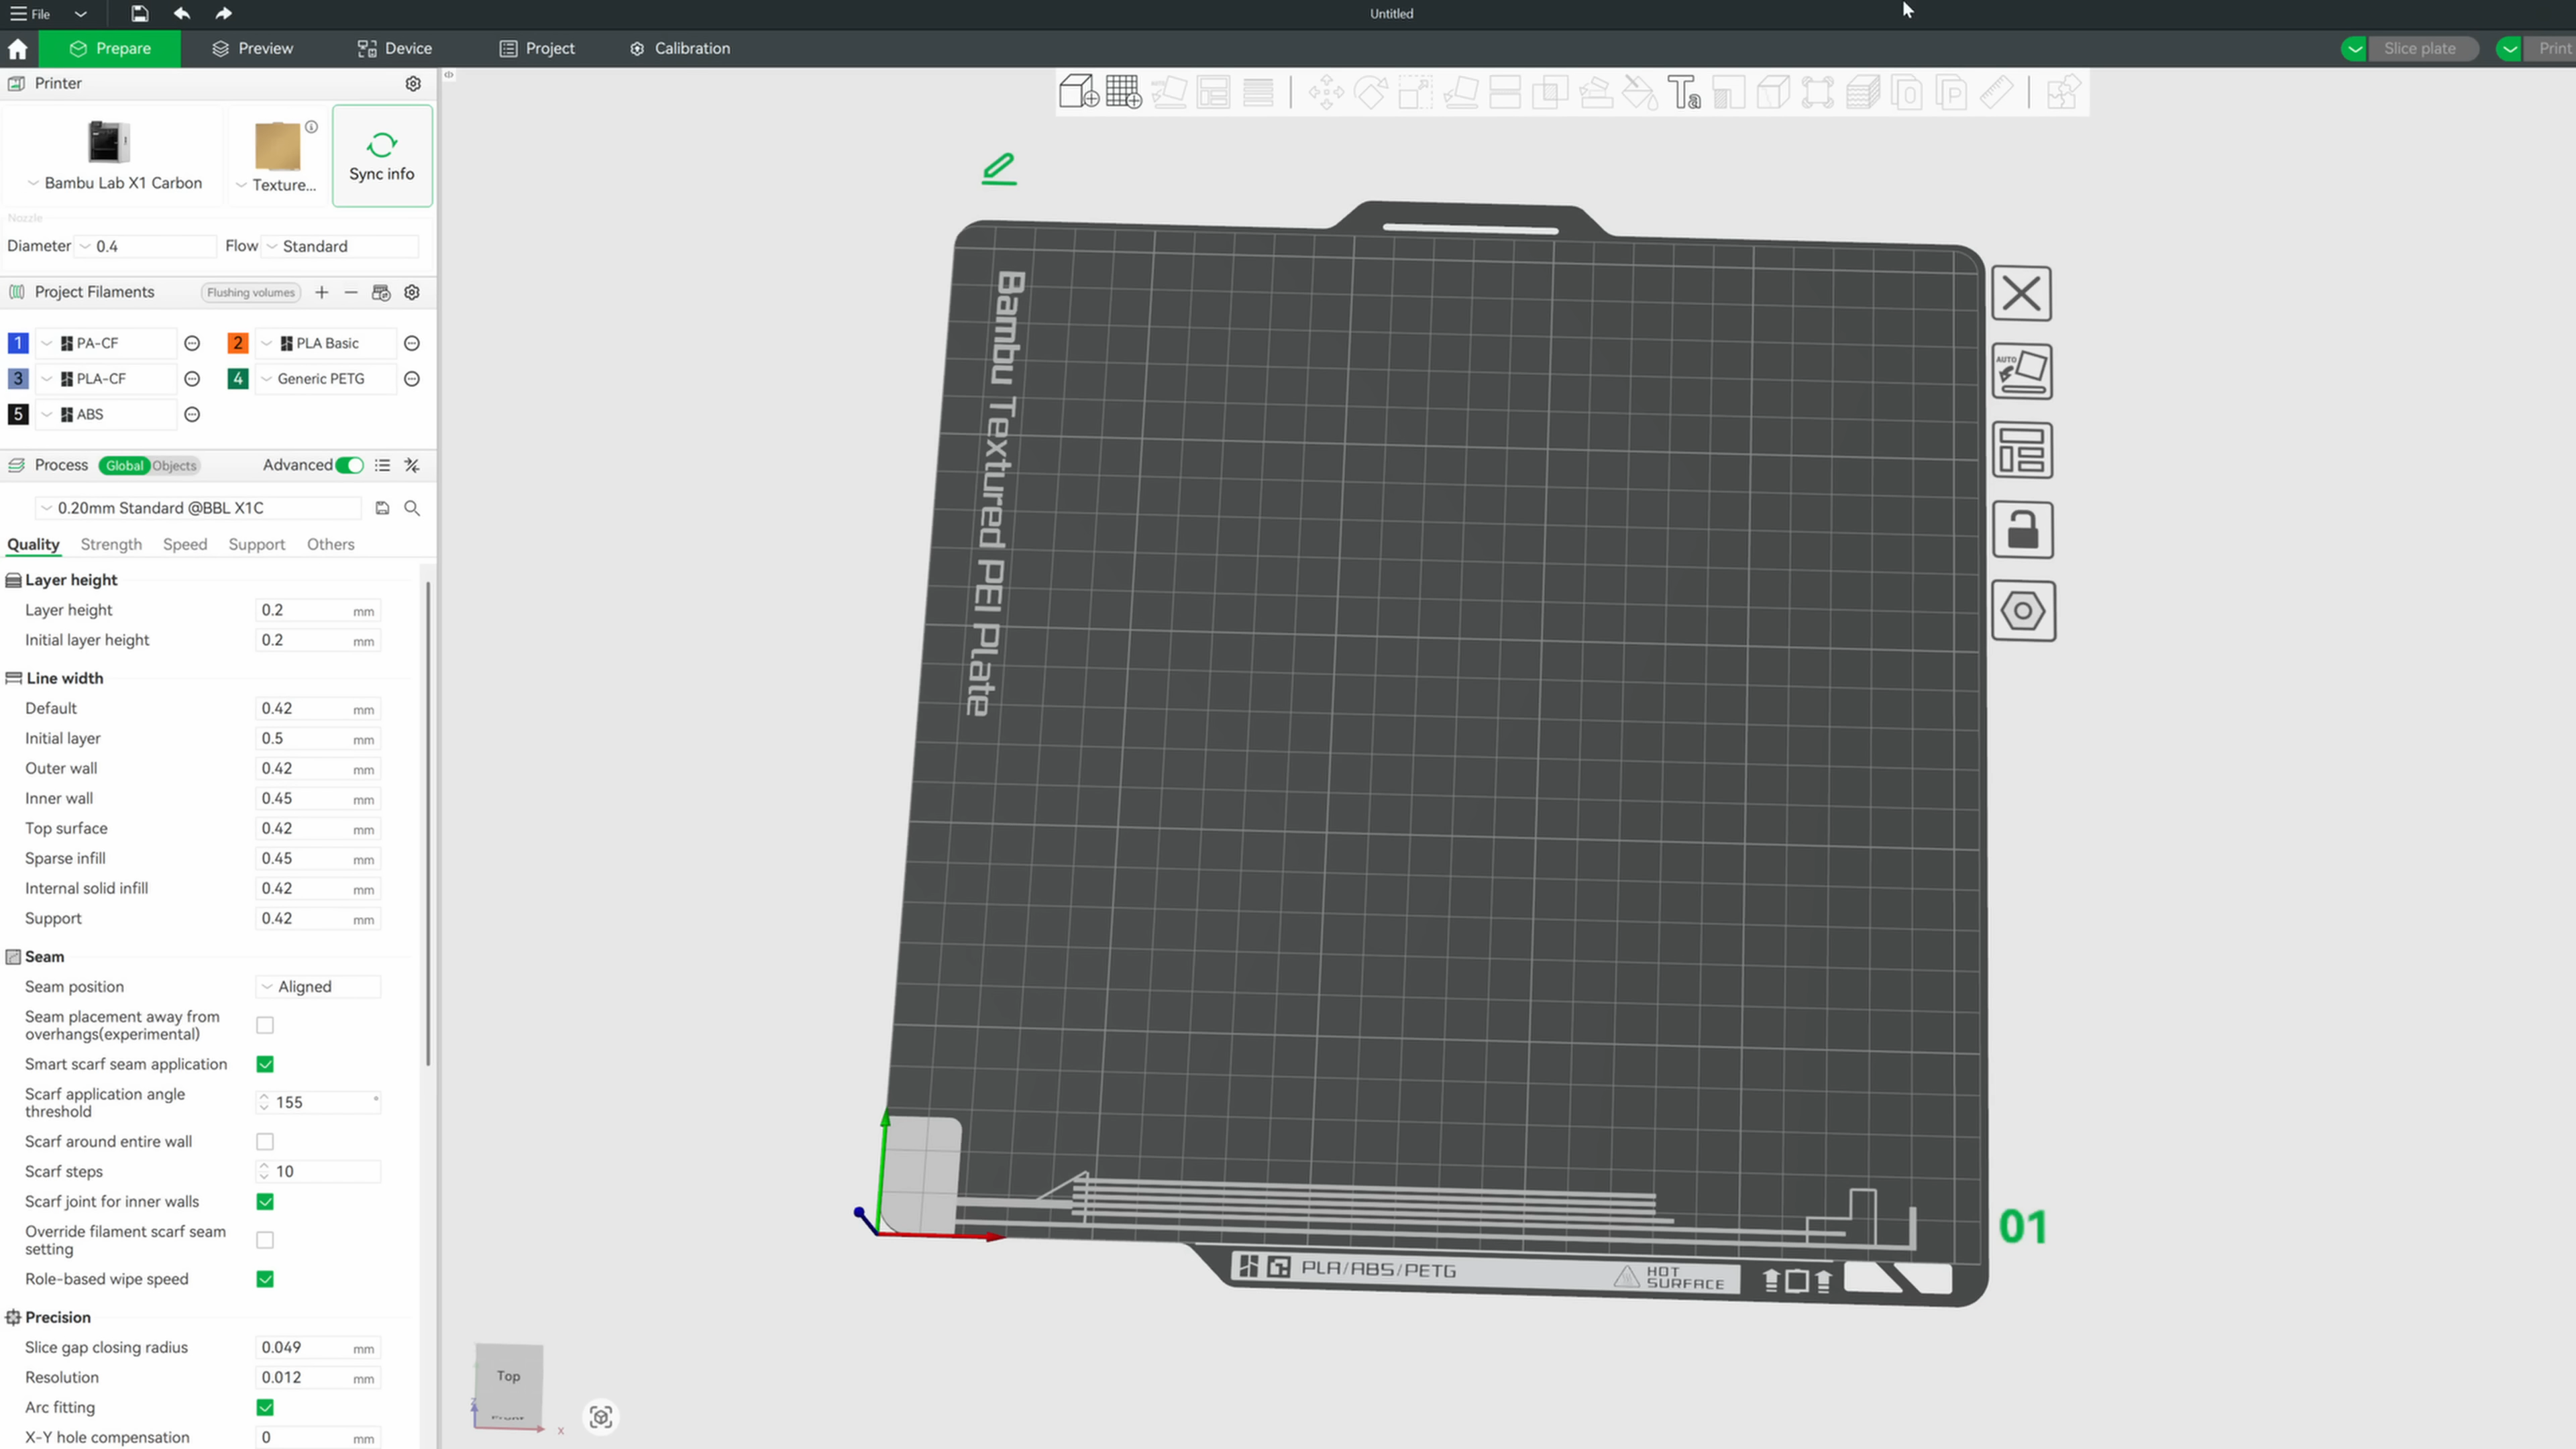 File
Untitled
Prepare
Preview
Device
Project
Calibration
Slice plate
Print
Printer
Bambu Lab X1 Carbon
Texture...
Sync info
Nozzle
Diameter 0.4 Flow Standard
Project Filaments Flushing volumes
1 PA-CF 2 PLA Basic
3 PLA-CF 4 Generic PETG
5 ABS
Process Global Objects Advanced
0.20mm Standard @BBL X1C
Quality Strength Speed Support Others
Layer height
Layer height 0.2 mm
Initial layer height 0.2 mm
Line width
Default 0.42 mm
Initial layer 0.5 mm
Outer wall 0.42 mm
Inner wall 0.45 mm
Top surface 0.42 mm
Sparse infill 0.45 mm
Internal solid infill 0.42 mm
Support 0.42 mm
Seam
Seam position Aligned
Seam placement away from
overhangs(experimental)
Smart scarf seam application
Scarf application angle
threshold 155 °
Scarf around entire wall
Scarf steps 10
Scarf joint for inner walls
Override filament scarf seam
setting
Role-based wipe speed
Precision
Slice gap closing radius 0.049 mm
Resolution 0.012 mm
Arc fitting
X-Y hole compensation 0 mm
Bambu Textured PEI Plate
AUTO
01
PLA/ABS/PETG
HOT
SURFACE
Top
Front
z
x